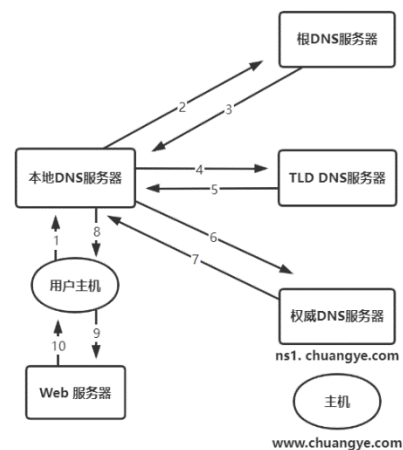 根DNS服务器
2
3
本地DNS服务器
4
5
TLD DNS服务器
1
8
6
7
用户主机
权威DNS服务器
ns1. chuangye.com
10
9
Web 服务器
主机
www.chuangye.com